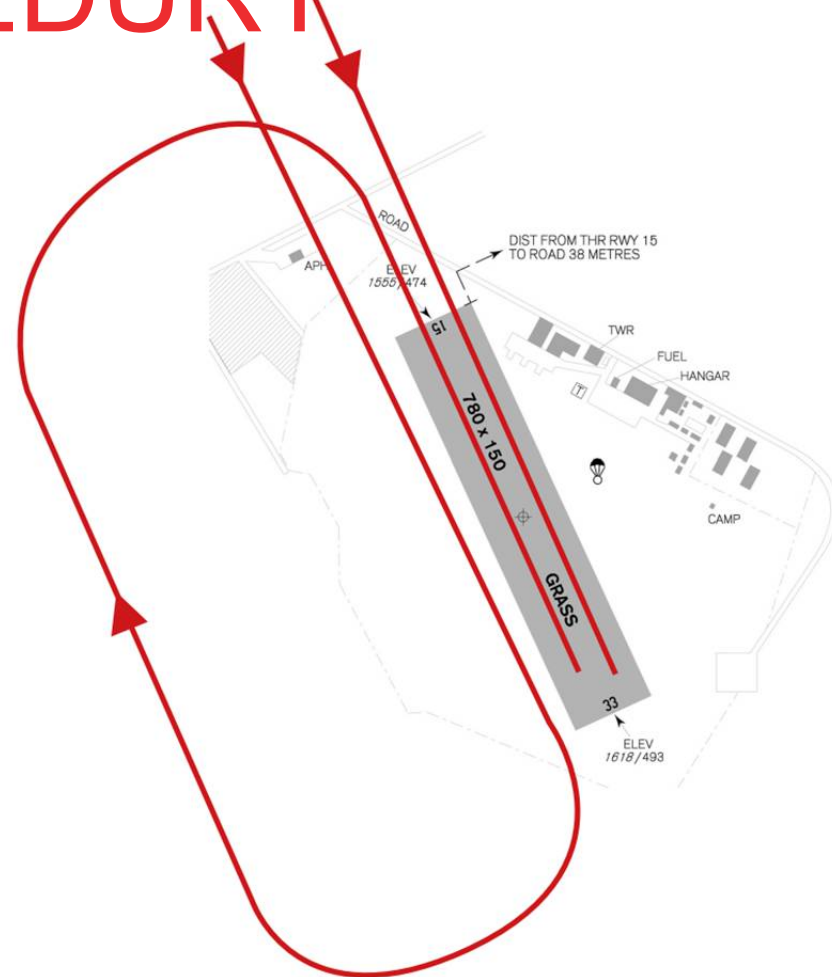 ROAD
DIST FROM THR RWY 15
TO ROAD 38 METRES
APH
ELEV
1555/474
15
TWR
FUEL
HANGAR
T
780 x 150
CAMP
GRASS
33
ELEV
1618/493